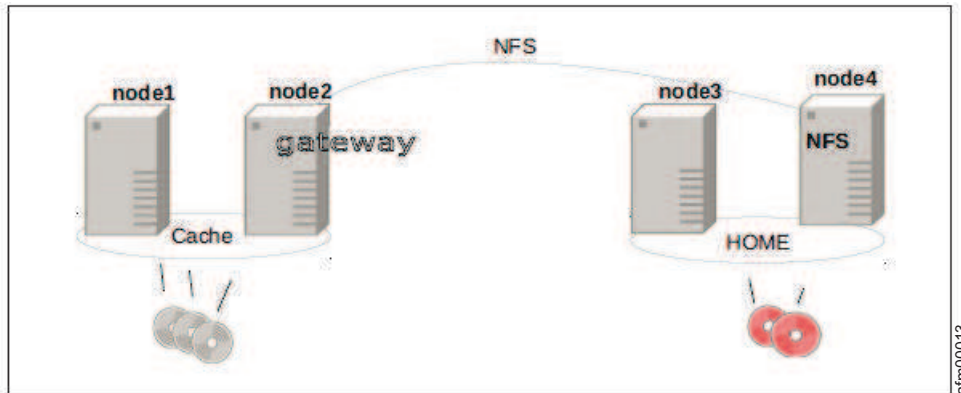 NFS
node1
node2
node3
node4
gateway
NFS
Cache
HOME